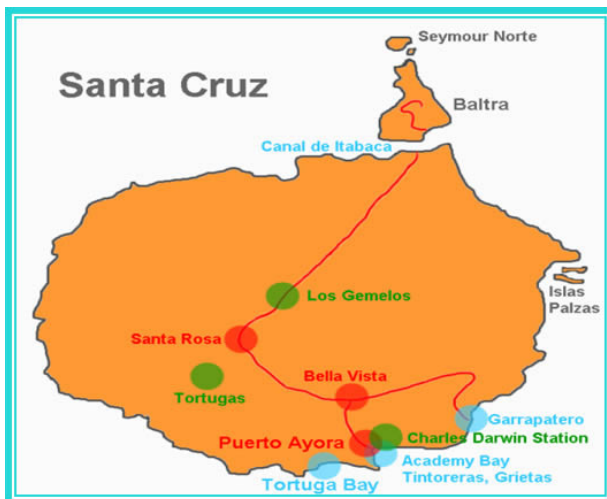 Seymour Norte
Santa Cruz
Baltra
Canal de Itabaca
Islas
Palzas
Los Gemelos
Santa Rosa
Bella Vista
Tortugas
Garrapatero
Puerto Ayora
Charles Darwin Station
Academy Bay
Tintoreras, Grietas
Tortuga Bay